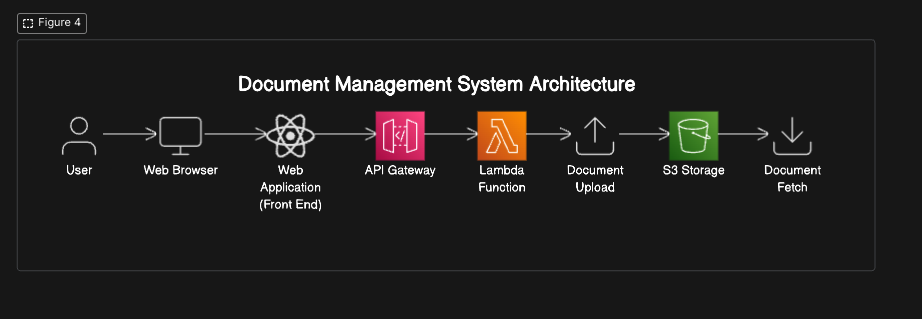 Figure 4
Document Management System Architecture
User
Web Browser
Web
Application
(Front End)
API Gateway
Lambda
Function
Document
Upload
S3 Storage
Document
Fetch